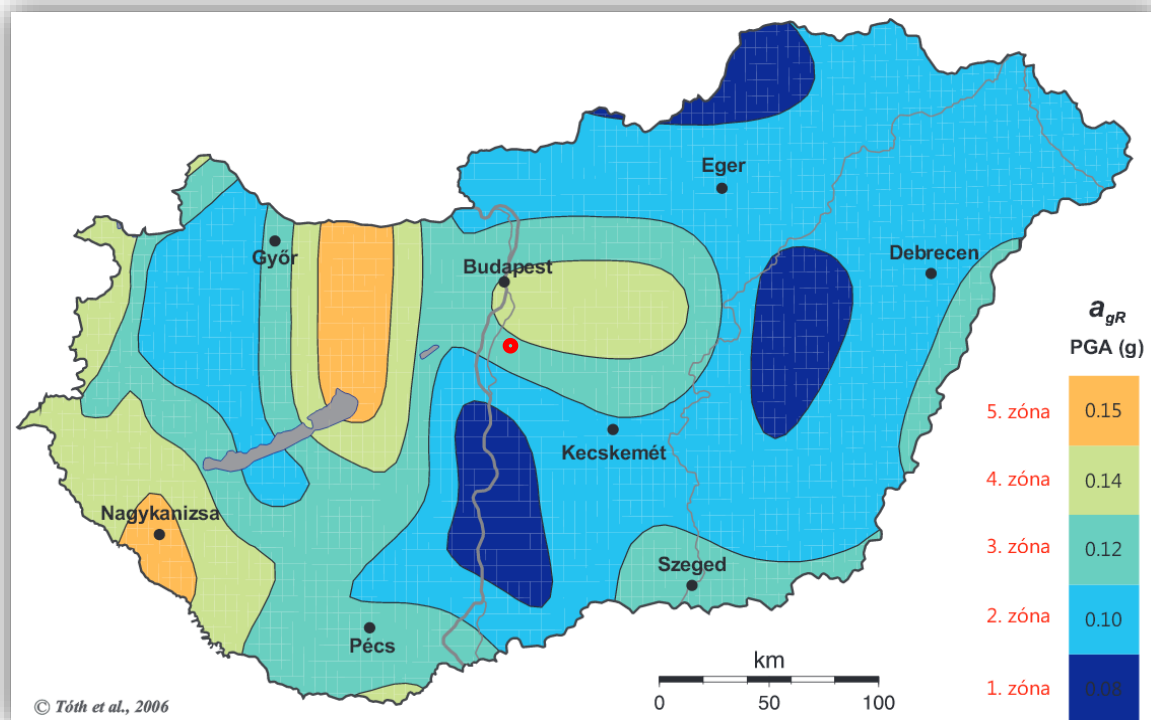 Eger
Debrecen
Győr
Budapest
Kecskemét
Nagykanizsa
Szeged
Pécs
a_gR
PGA (g)
5. zóna 0.15
4. zóna 0.14
3. zóna 0.12
2. zóna 0.10
1. zóna 0.08
km
0 50 100
© Tóth et al., 2006